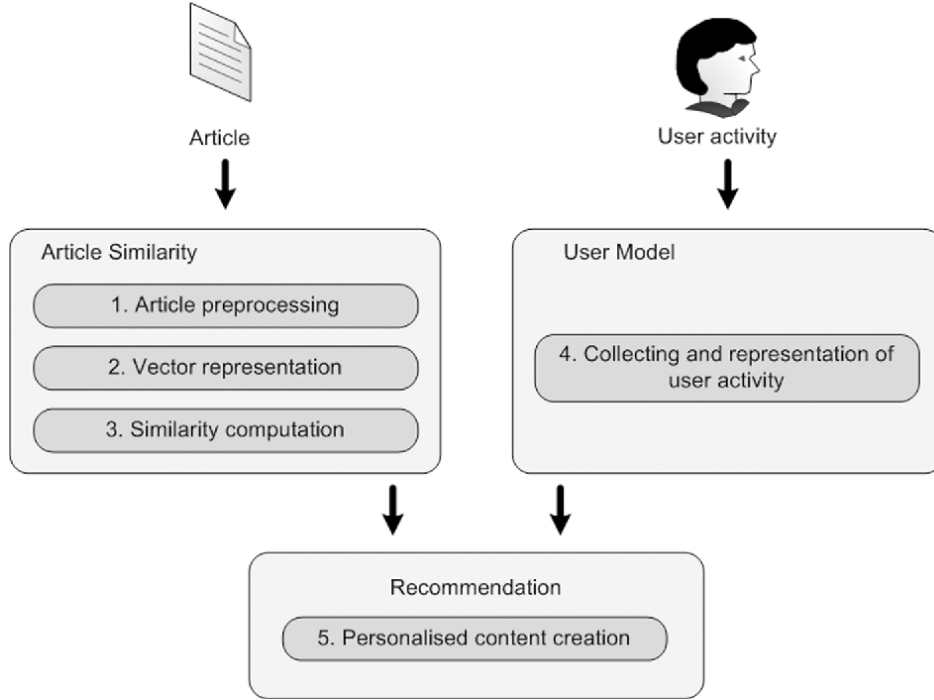 Article
User activity
Article Similarity
1. Article preprocessing
2. Vector representation
3. Similarity computation
User Model
4. Collecting and representation of
user activity
Recommendation
5. Personalised content creation